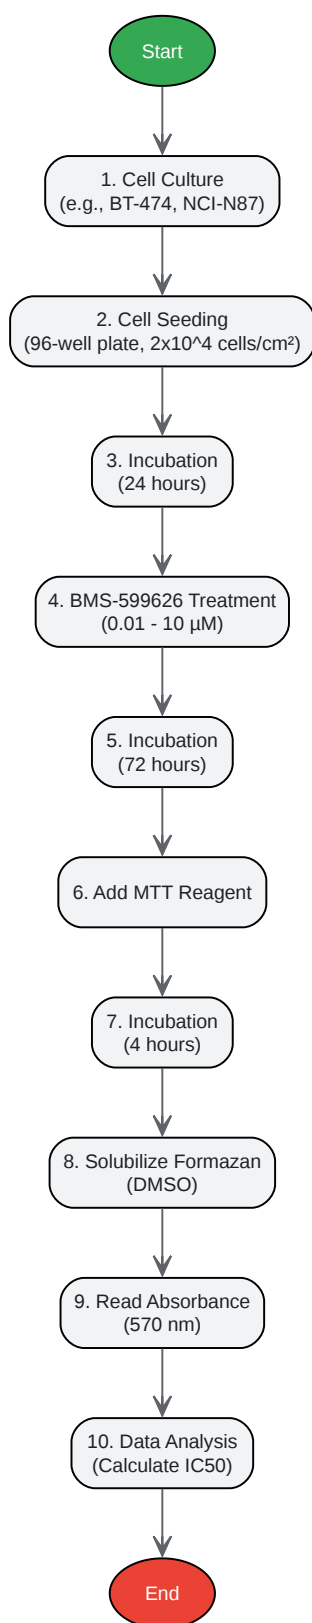 Start
1. Cell Culture
(e.g., BT-474, NCI-N87)
2. Cell Seeding
(96-well plate, 2x10^4 cells/cm²)
3. Incubation
(24 hours)
4. BMS-599626 Treatment
(0.01 - 10 µM)
5. Incubation
(72 hours)
6. Add MTT Reagent
7. Incubation
(4 hours)
8. Solubilize Formazan
(DMSO)
9. Read Absorbance
(570 nm)
10. Data Analysis
(Calculate IC50)
End